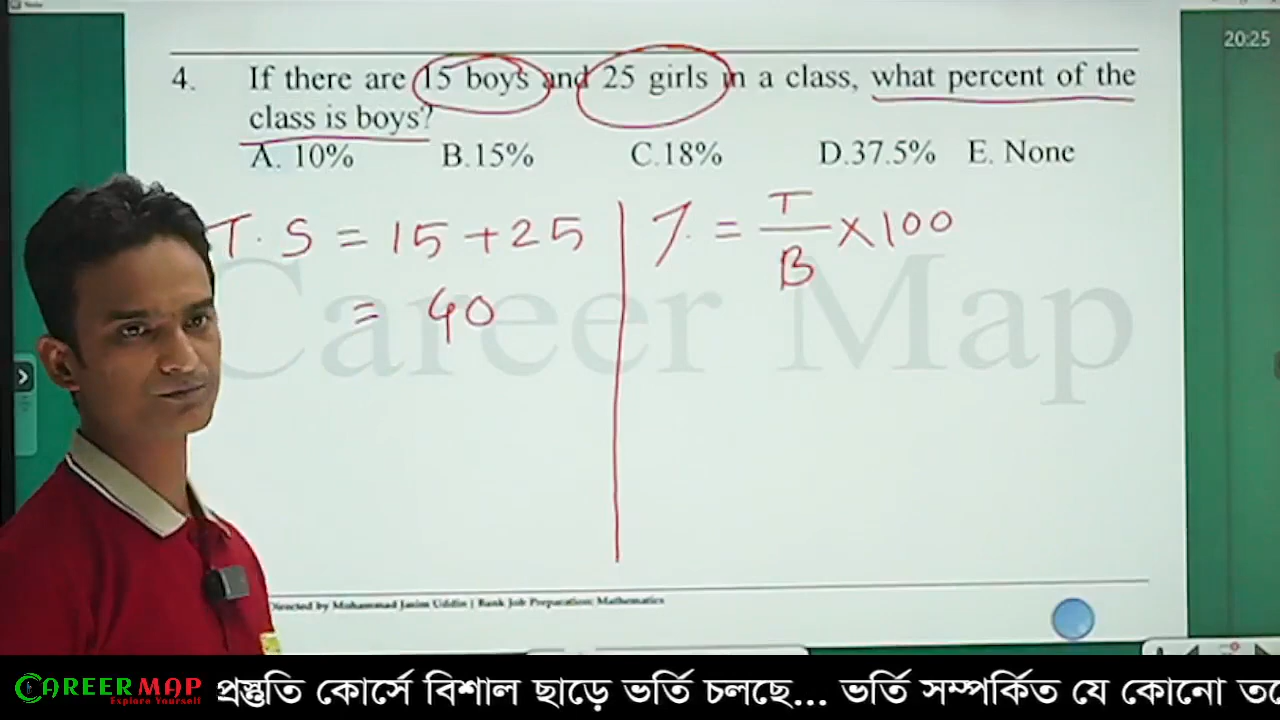 20:25
4. If there are 15 boys and 25 girls in a class, what percent of the
class is boys?
A. 10% B.15% C.18% D.37.5% E. None
T. S = 15 + 25
= 40
% = T/B × 100
Career Map
Directed by Mohammad Jasim Uddin | Bank Job Preparation: Mathematics
CAREER MAP
Explore Yourself
প্রস্তুতি কোর্সে বিশাল ছাড়ে ভর্তি চলছে... ভর্তি সম্পর্কিত যে কোনো